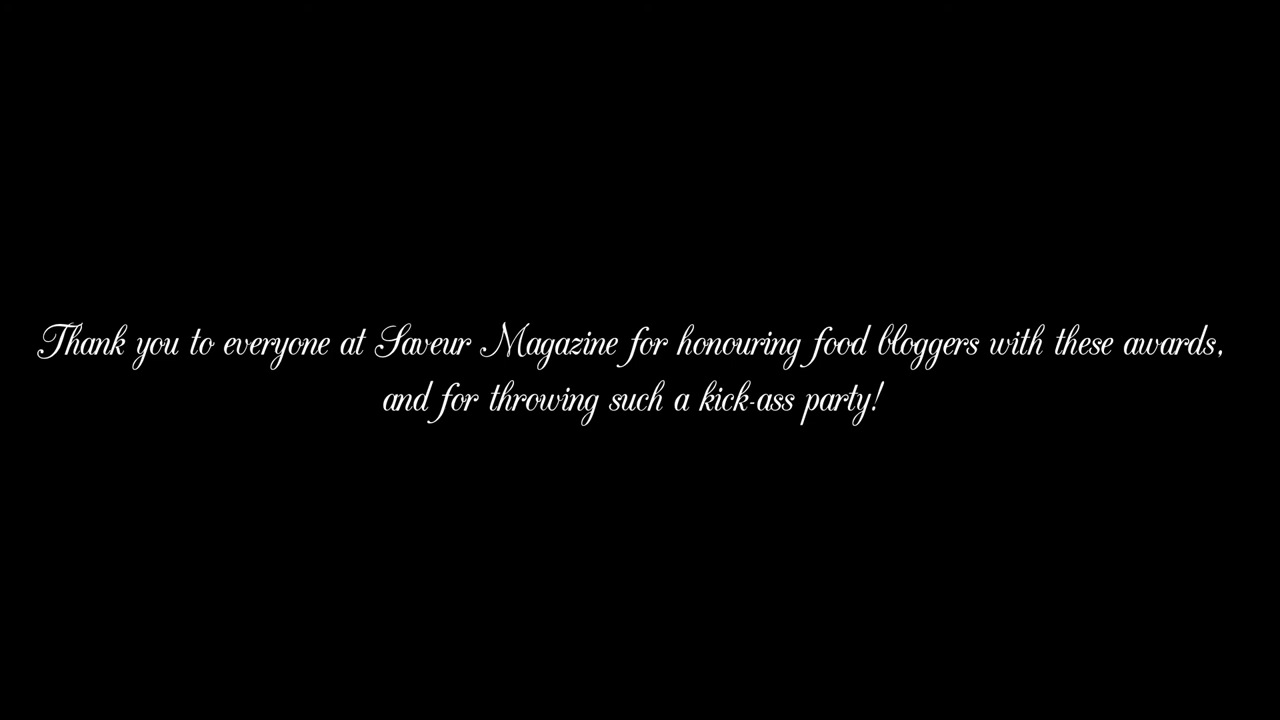 Thank you to everyone at Saveur Magazine for honouring food bloggers with these awards,
and for throwing such a kick-ass party!